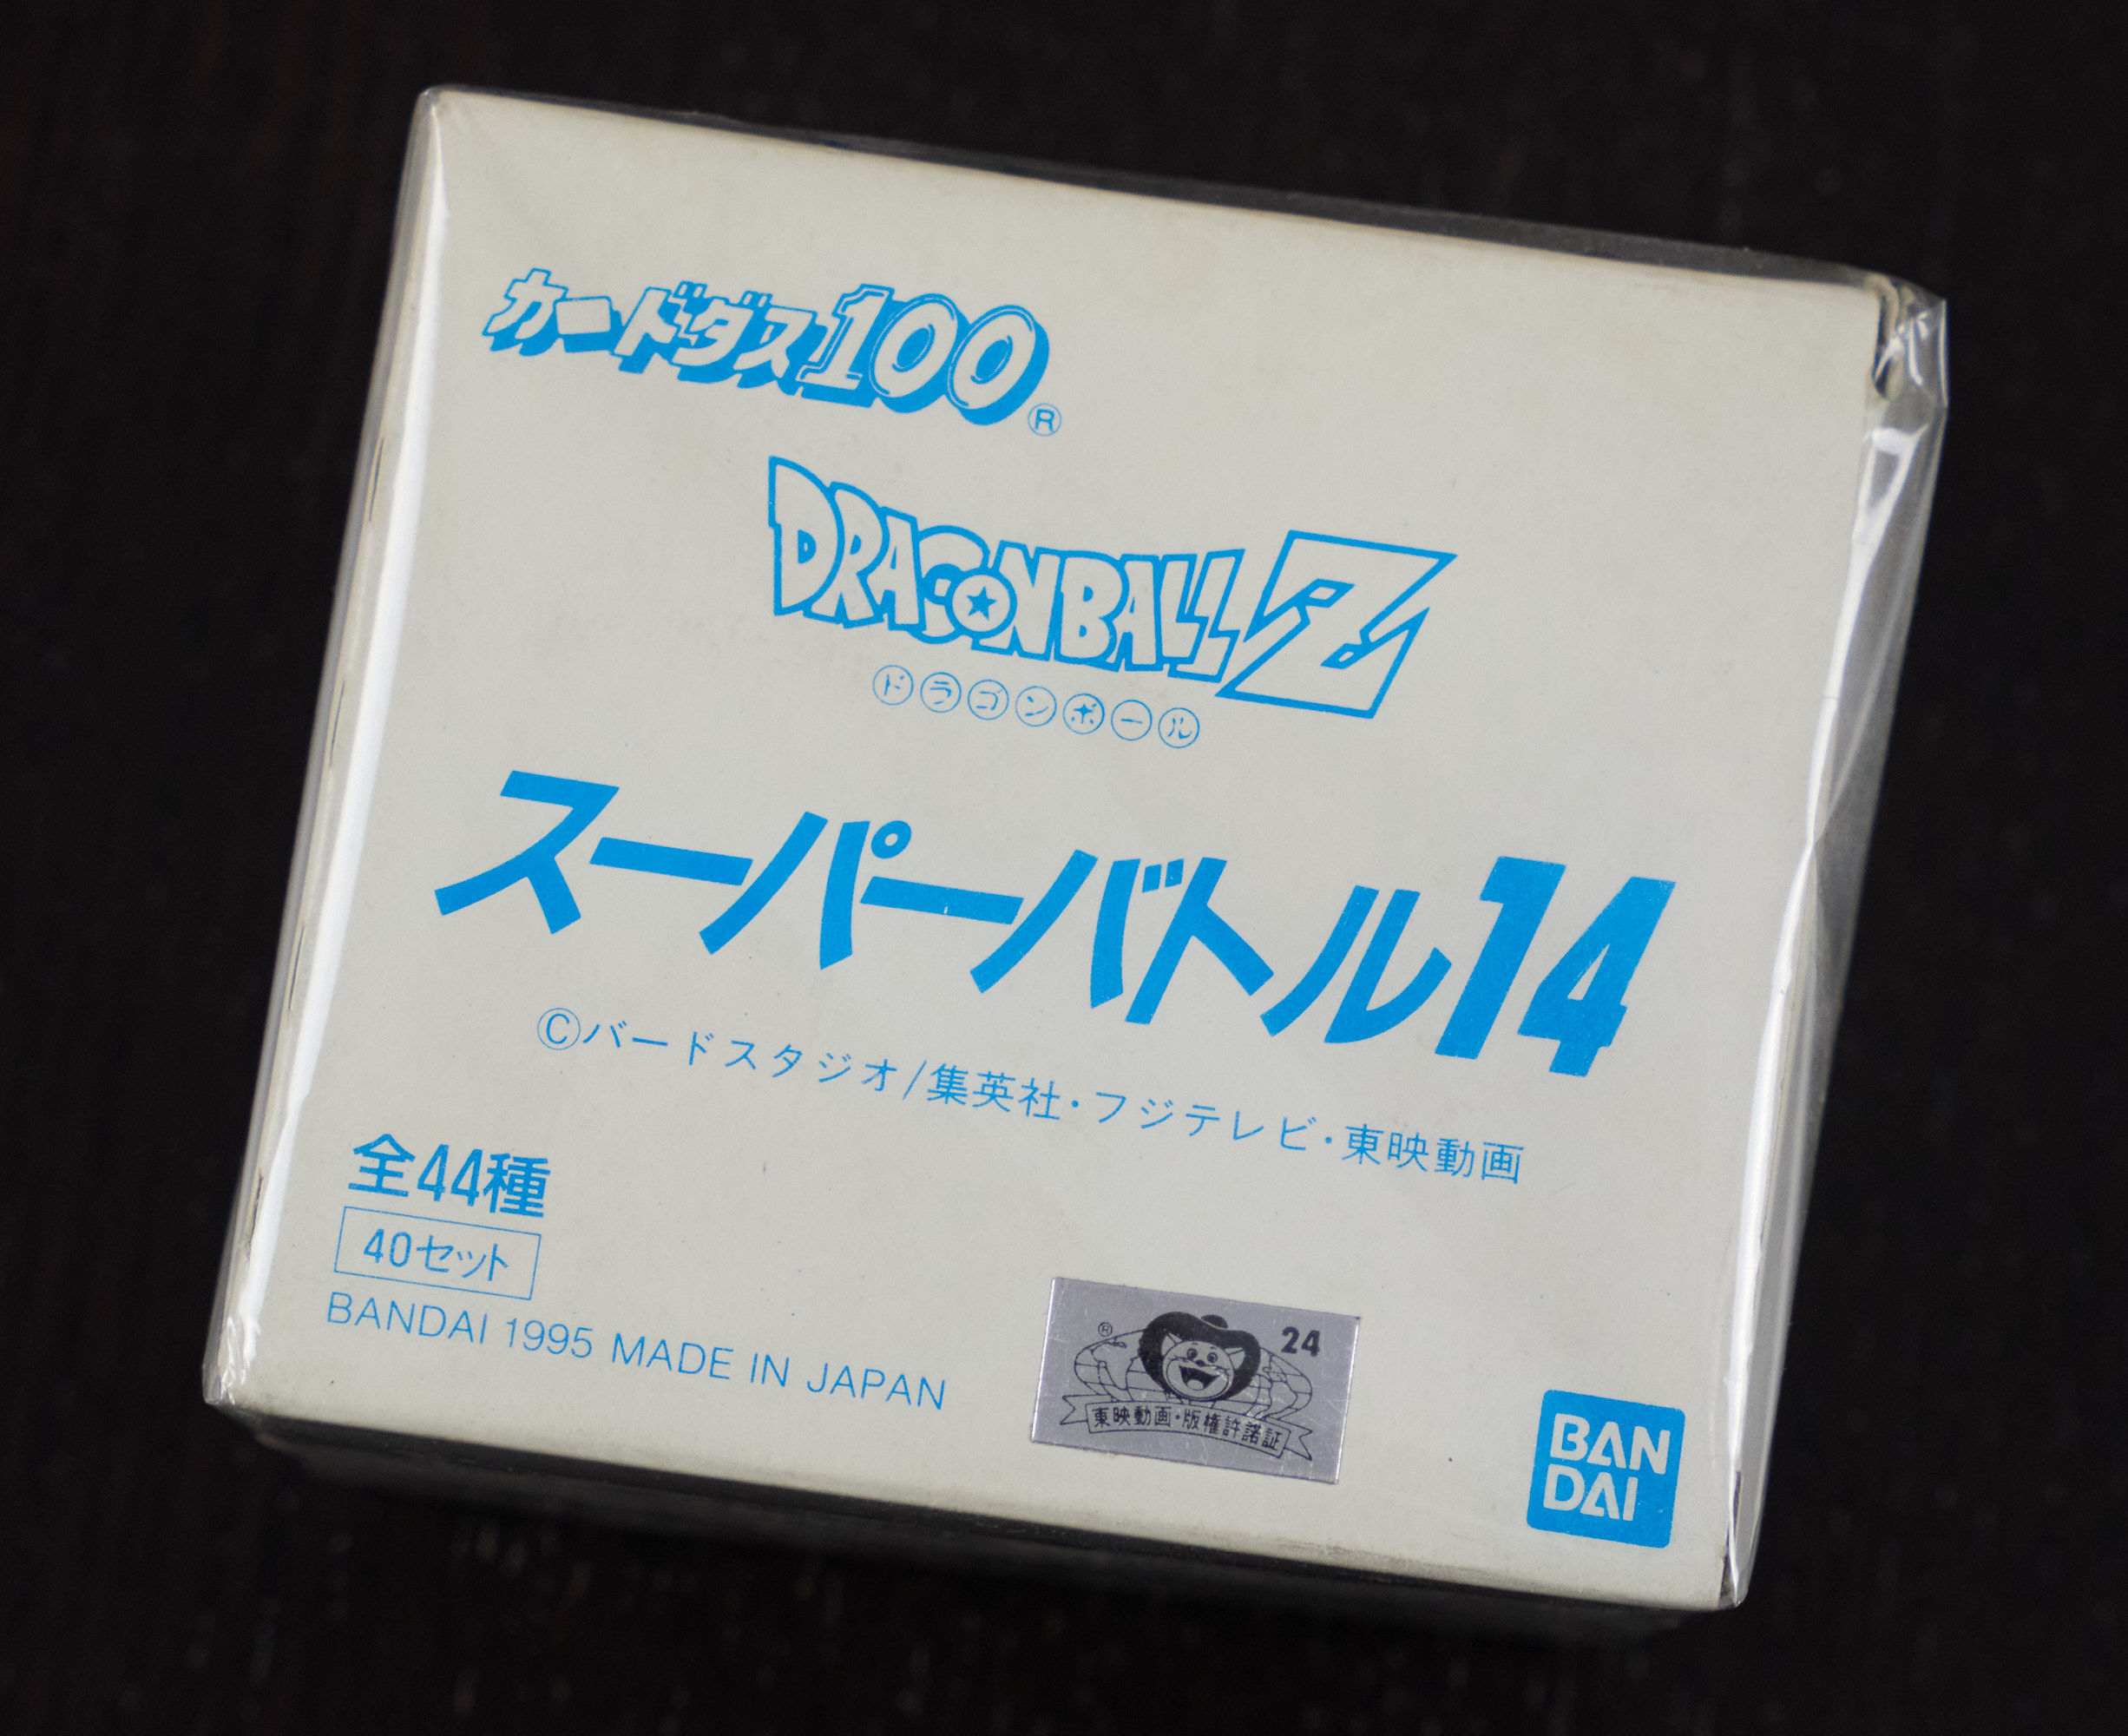 カードダス100®
DRAGONBALL Z
ドラゴンボール
スーパーバトル14
©バードスタジオ/集英社・フジテレビ・東映動画
全44種
40セット
BANDAI 1995 MADE IN JAPAN
® 24
東映動画・版権許諾証
BAN
DAI